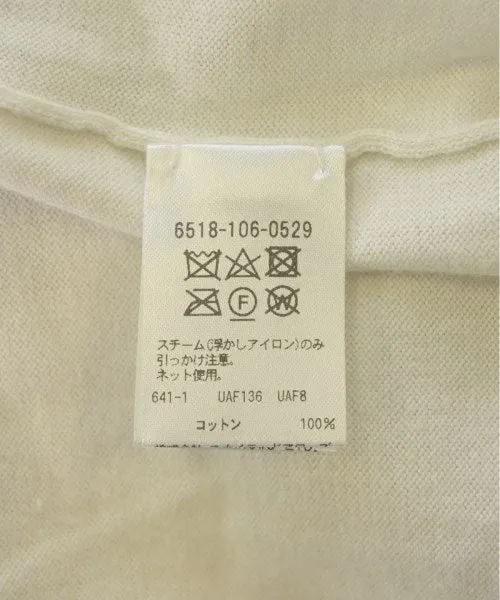 6518-106-0529
F W
スチーム(浮かしアイロン)のみ
引っかけ注意。
ネット使用。
641-1 UAF136 UAF8
コットン 100%